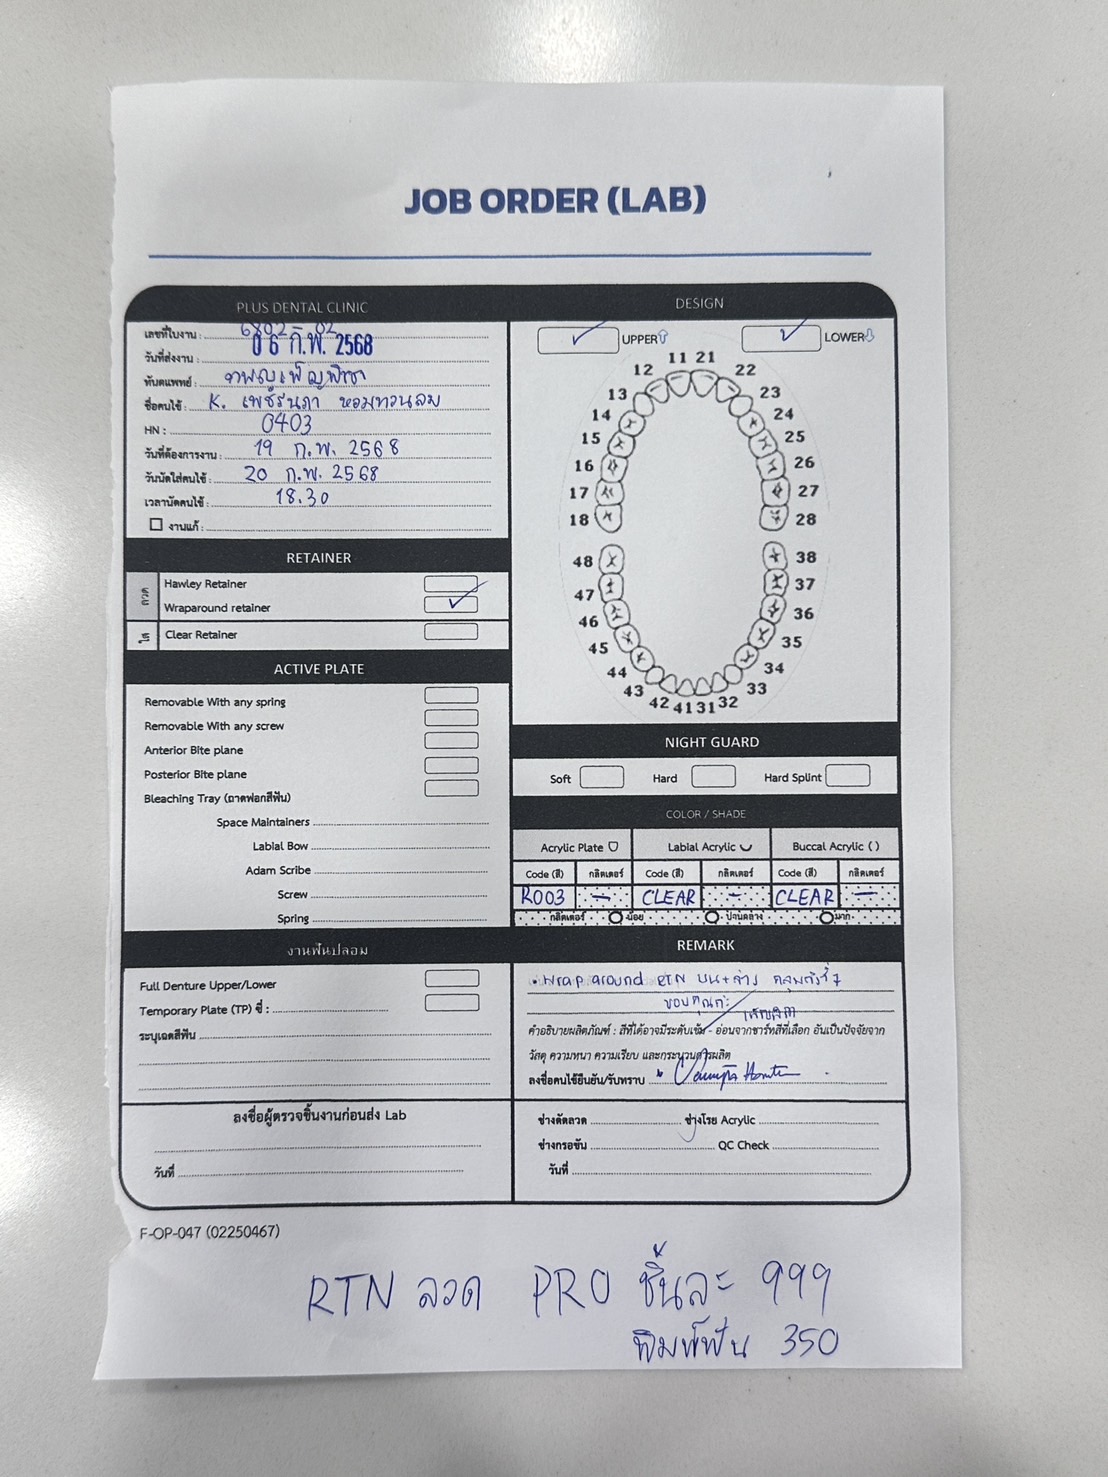 JOB ORDER (LAB)
PLUS DENTAL CLINIC
เลขที่ใบงาน : 6802 02
วันที่ส่งงาน : 06 ก.พ. 2568
ทันตแพทย์ : ทพญ.เพ็ญพิชชา
ชื่อคนไข้ : K. เพชรนภา หอมทวนลม
HN : 0403
วันที่ต้องการงาน : 19 ก.พ. 2568
วันนัดใส่คนไข้ : 20 ก.พ. 2568
เวลานัดคนไข้ : 18.30
งานแก้ :
RETAINER
ลวด
Hawley Retainer
Wraparound retainer
ใส
Clear Retainer
ACTIVE PLATE
Removable With any spring
Removable With any screw
Anterior Bite plane
Posterior Bite plane
Bleaching Tray (ถาดฟอกสีฟัน)
Space Maintainers
Labial Bow
Adam Scribe
Screw
Spring
งานฟันปลอม
Full Denture Upper/Lower
Temporary Plate (TP) ซี่ :
ระบุเฉดสีฟัน
ลงชื่อผู้ตรวจชิ้นงานก่อนส่ง Lab
วันที่
DESIGN
UPPER
LOWER
11 21
12 22
13 23
14 24
15 25
16 26
17 27
18 28
48 38
47 37
46 36
45 35
44 34
43 33
42 41 31 32
NIGHT GUARD
Soft Hard Hard Splint
COLOR / SHADE
Acrylic Plate Labial Acrylic Buccal Acrylic ( )
Code (สี) กลิตเตอร์ Code (สี) กลิตเตอร์ Code (สี) กลิตเตอร์
R003 — CLEAR — CLEAR —
กลิตเตอร์ น้อย ปานกลาง มาก
REMARK
• Wrap around RTN บน+ล่าง คลุมถึงซี่ 7
ขอบคุณค่ะ
คำอธิบายผลิตภัณฑ์ : สีที่ได้อาจมีระดับเข้ม - อ่อนจากชาร์ทสีที่เลือก อันเป็นปัจจัยจาก
วัสดุ ความหนา ความเรียบ และกระบวนการผลิต
ลงชื่อคนไข้ยืนยัน/รับทราบ
ช่างดัดลวด ช่างโรย Acrylic
ช่างกรอขัน QC Check
วันที่
F-OP-047 (02250467)
RTN ลวด PRO ชิ้นละ 999
พิมพ์ฟัน 350